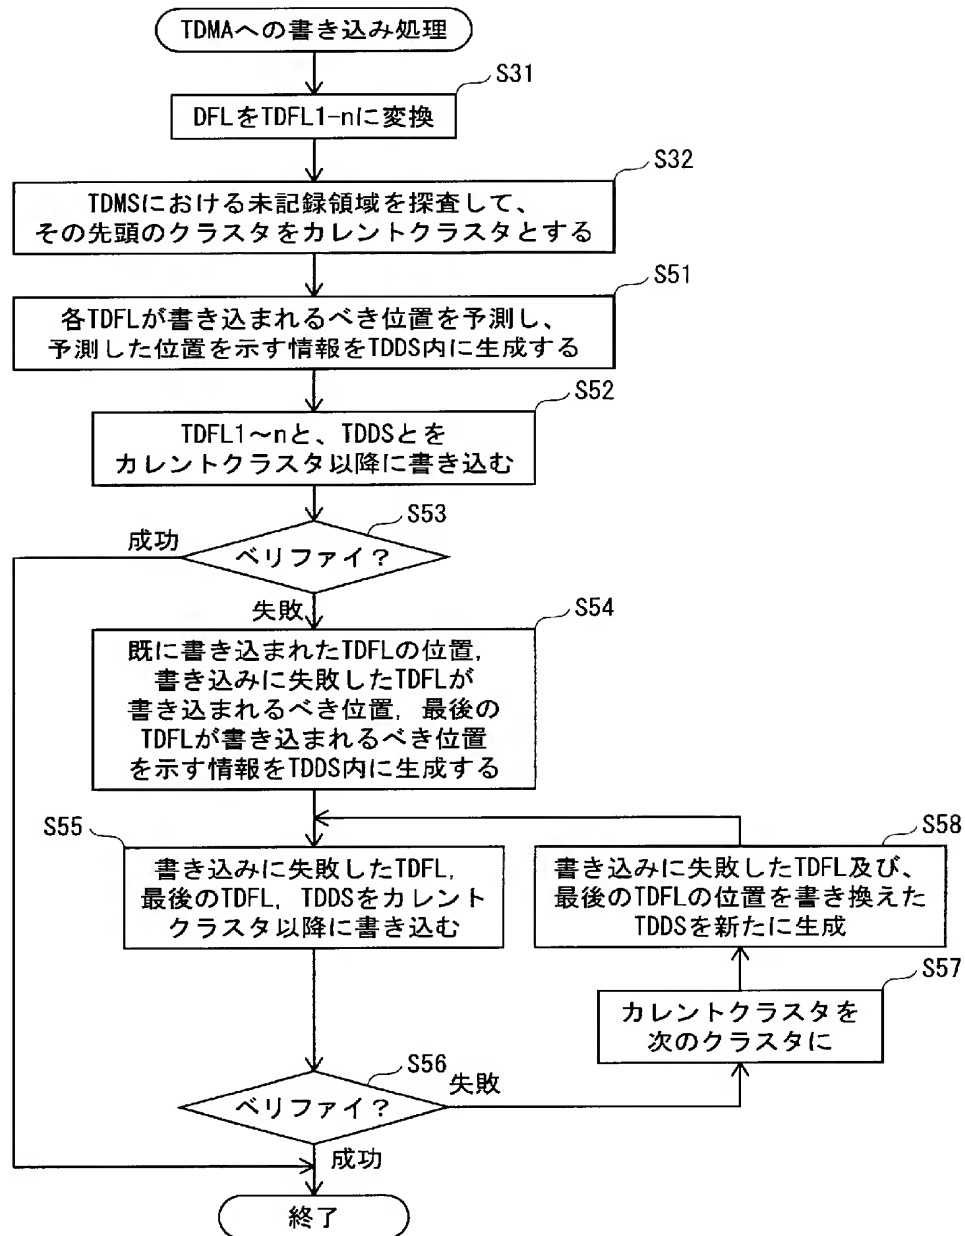 TDMAへの書き込み処理
S31
DFLをTDFL1-nに変換
S32
TDMSにおける未記録領域を探査して、
その先頭のクラスタをカレントクラスタとする
S51
各TDFLが書き込まれるべき位置を予測し、
予測した位置を示す情報をTDDS内に生成する
S52
TDFL1～nと、TDDSとを
カレントクラスタ以降に書き込む
S53
成功
ベリファイ？
失敗
S54
既に書き込まれたTDFLの位置，
書き込みに失敗したTDFLが
書き込まれるべき位置，最後の
TDFLが書き込まれるべき位置
を示す情報をTDDS内に生成する
S55
書き込みに失敗したTDFL，
最後のTDFL，TDDSをカレント
クラスタ以降に書き込む
S58
書き込みに失敗したTDFL及び、
最後のTDFLの位置を書き換えた
TDDSを新たに生成
S57
カレントクラスタを
次のクラスタに
S56
ベリファイ？
失敗
成功
終了